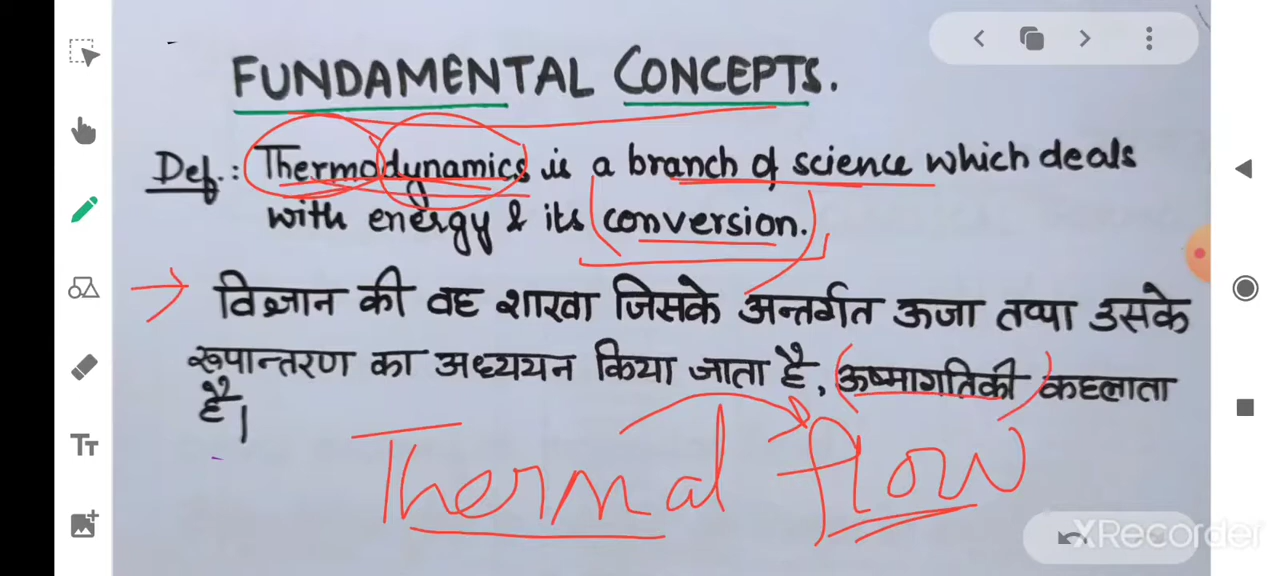 FUNDAMENTAL CONCEPTS.
Def.: Thermodynamics is a branch of science which deals
with energy & its conversion.
विज्ञान की वह शाखा जिसके अन्तर्गत ऊर्जा तथा उसके
रूपान्तरण का अध्ययन किया जाता है, ऊष्मागतिकी कहलाता
है।
Thermal flow
TT
XRecorder